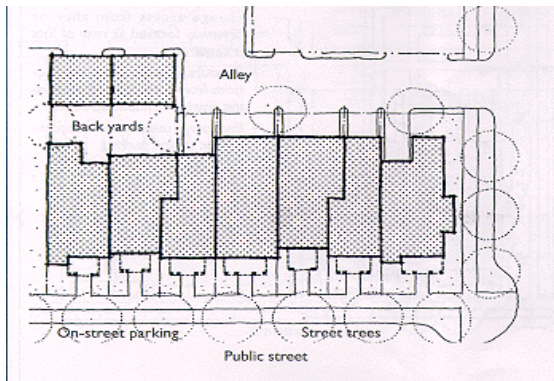 Alley
Back yards
On-street parking
Street trees
Public street